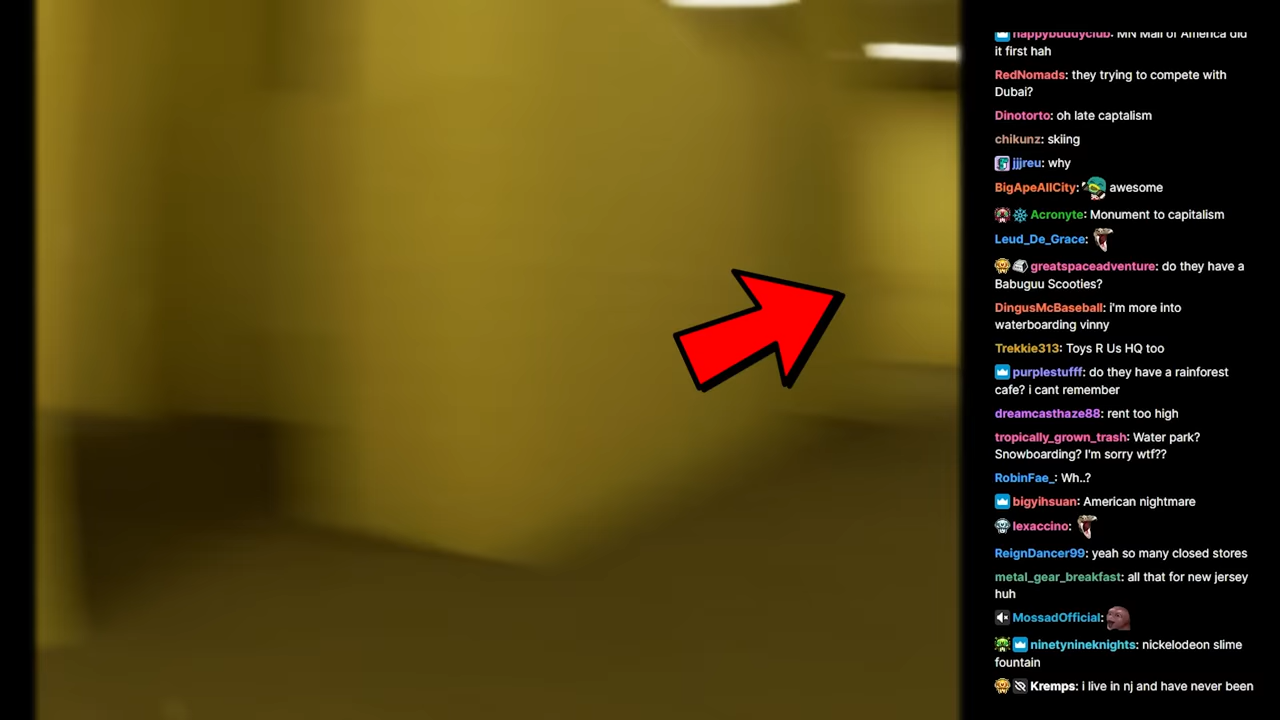 happybuddyclub: MN Mall of America did
it first hah
RedNomads: they trying to compete with
Dubai?
Dinotorto: oh late captalism
chikunz: skiing
jjjreu: why
BigApeAllCity: awesome
Acronyte: Monument to capitalism
Leud_De_Grace:
greatspaceadventure: do they have a
Babuguu Scooties?
DingusMcBaseball: i'm more into
waterboarding vinny
Trekkie313: Toys R Us HQ too
purplestufff: do they have a rainforest
cafe? i cant remember
dreamcasthaze88: rent too high
tropically_grown_trash: Water park?
Snowboarding? I'm sorry wtf??
RobinFae_: Wh..?
bigyihsuan: American nightmare
lexaccino:
ReignDancer99: yeah so many closed stores
metal_gear_breakfast: all that for new jersey
huh
MossadOfficial:
ninetynineknights: nickelodeon slime
fountain
Kremps: i live in nj and have never been